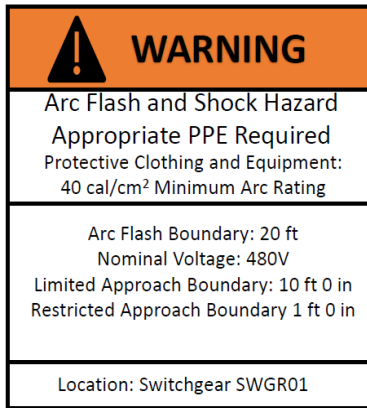 WARNING
Arc Flash and Shock Hazard
Appropriate PPE Required
Protective Clothing and Equipment:
40 cal/cm² Minimum Arc Rating
Arc Flash Boundary: 20 ft
Nominal Voltage: 480V
Limited Approach Boundary: 10 ft 0 in
Restricted Approach Boundary 1 ft 0 in
Location: Switchgear SWGR01